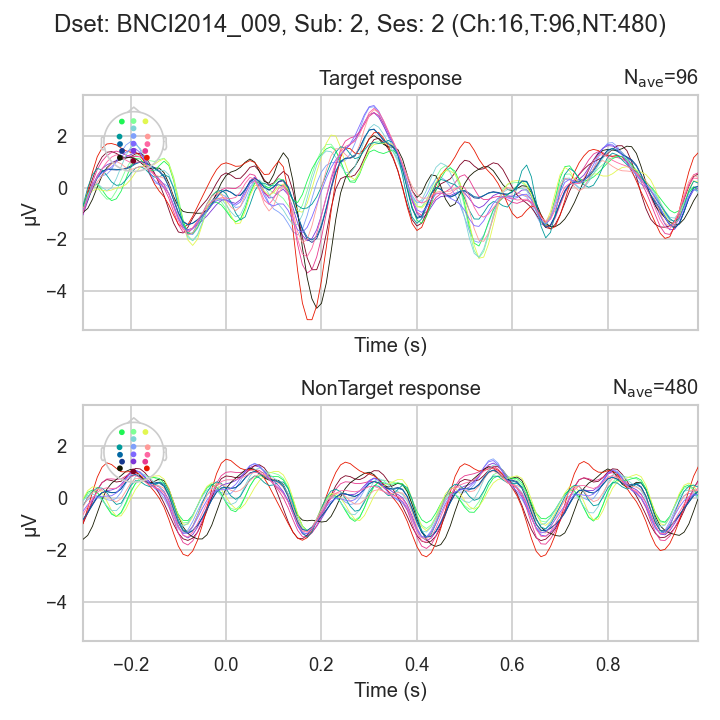 Dset: BNCI2014_009, Sub: 2, Ses: 2 (Ch:16,T:96,NT:480)
Target response
Nave=96
2
0
−2
−4
µV
Time (s)
NonTarget response
Nave=480
2
0
−2
−4
µV
−0.2 0.0 0.2 0.4 0.6 0.8
Time (s)